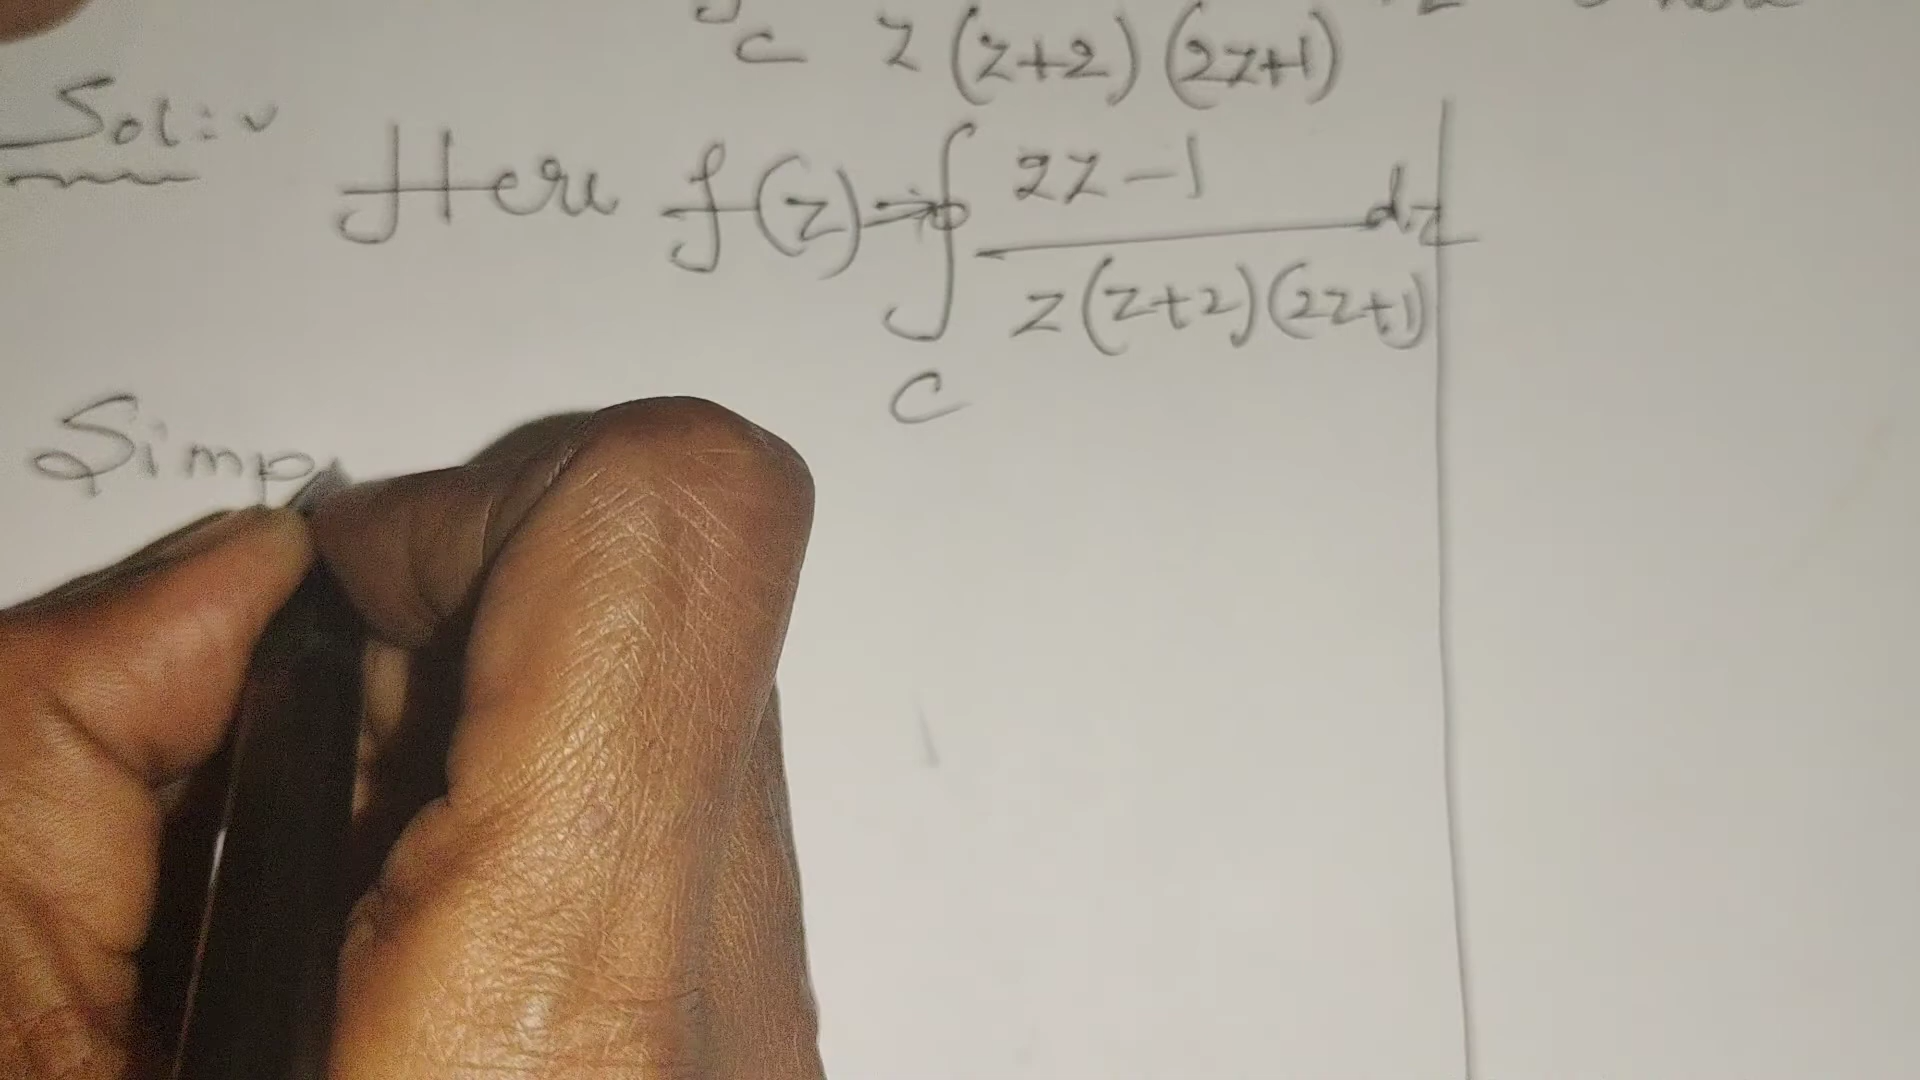 C z(z+2)(2z+1)
Sol:
Here f(z) ⇒ ∮ 2z-1 dz
z(z+2)(2z+1)
C
Simp